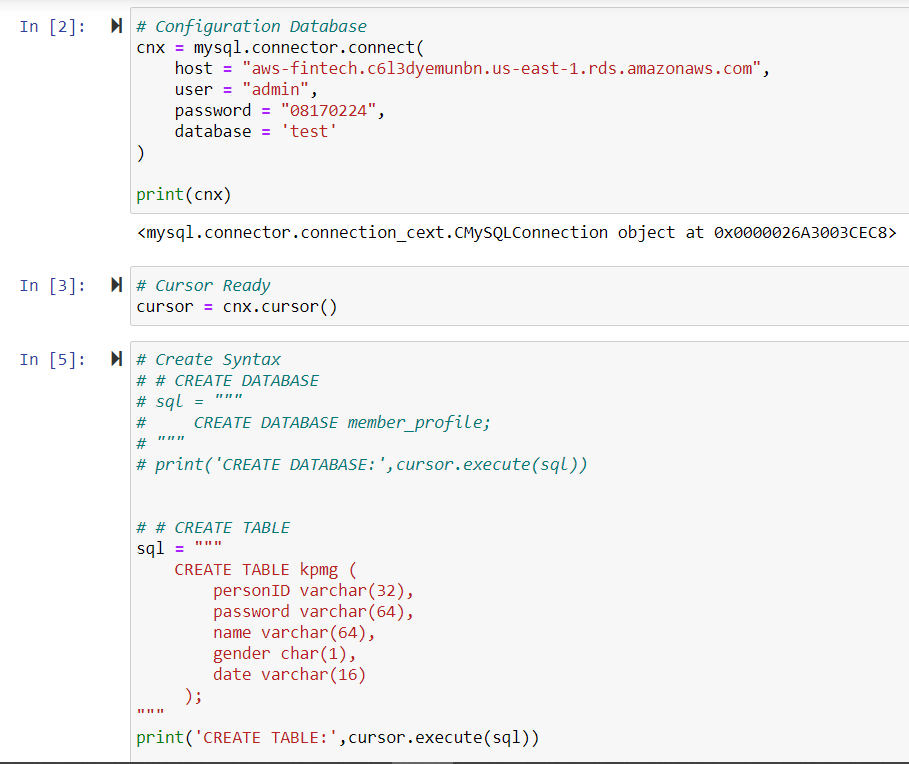 In [2]:
# Configuration Database
cnx = mysql.connector.connect(
    host = "aws-fintech.c6l3dyemunbn.us-east-1.rds.amazonaws.com",
    user = "admin",
    password = "08170224",
    database = 'test'
)

print(cnx)
<mysql.connector.connection_cext.CMySQLConnection object at 0x0000026A3003CEC8>
In [3]:
# Cursor Ready
cursor = cnx.cursor()
In [5]:
# Create Syntax
# # CREATE DATABASE
# sql = """
#     CREATE DATABASE member_profile;
# """
# print('CREATE DATABASE:',cursor.execute(sql))

# # CREATE TABLE
sql = """
    CREATE TABLE kpmg (
        personID varchar(32),
        password varchar(64),
        name varchar(64),
        gender char(1),
        date varchar(16)
     );
"""
print('CREATE TABLE:',cursor.execute(sql))